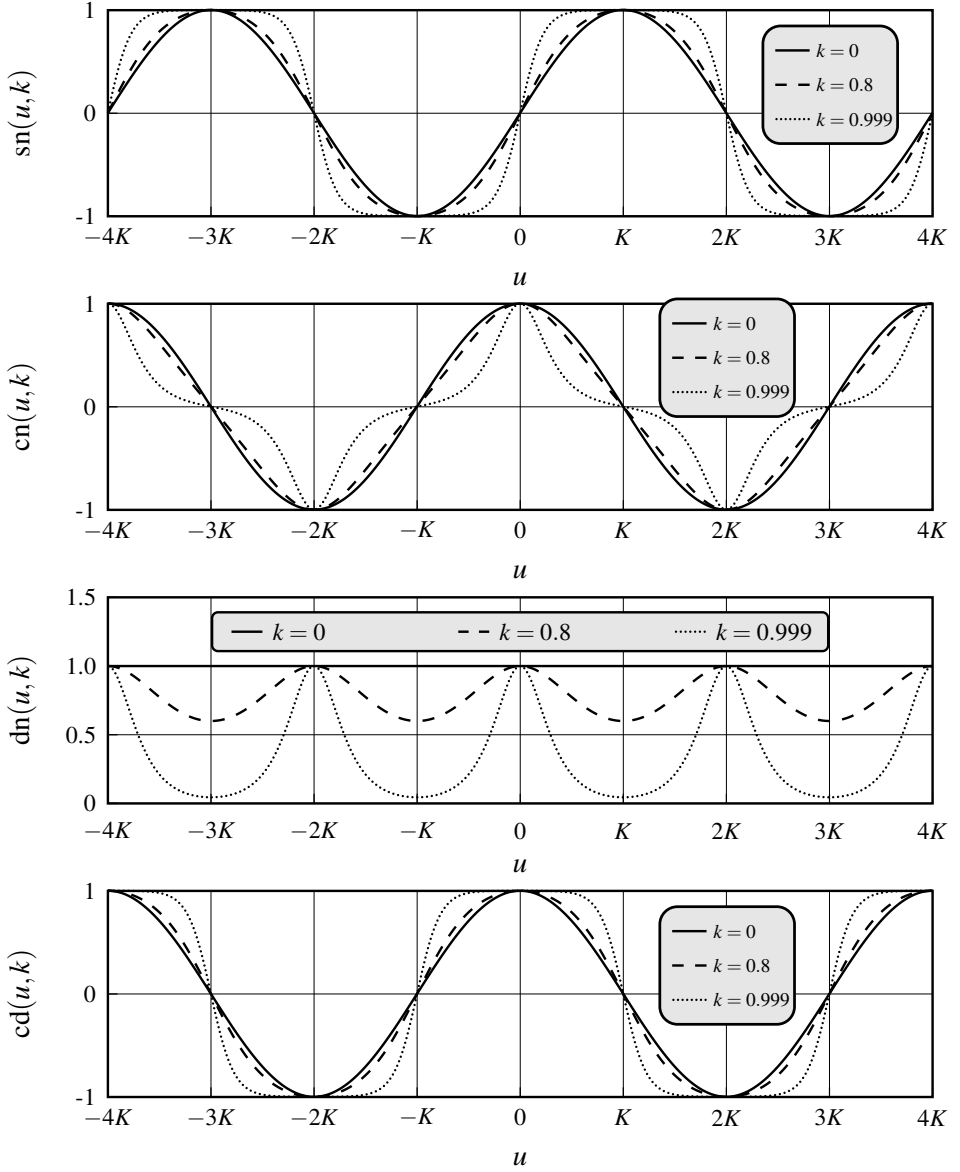 1
0
-1
sn(u,k)
k = 0
k = 0.8
k = 0.999
−4K −3K −2K −K 0 K 2K 3K 4K
u
1
0
-1
cn(u,k)
k = 0
k = 0.8
k = 0.999
−4K −3K −2K −K 0 K 2K 3K 4K
u
1.5
1.0
0.5
0
dn(u,k)
k = 0 k = 0.8 k = 0.999
−4K −3K −2K −K 0 K 2K 3K 4K
u
1
0
-1
cd(u,k)
k = 0
k = 0.8
k = 0.999
−4K −3K −2K −K 0 K 2K 3K 4K
u